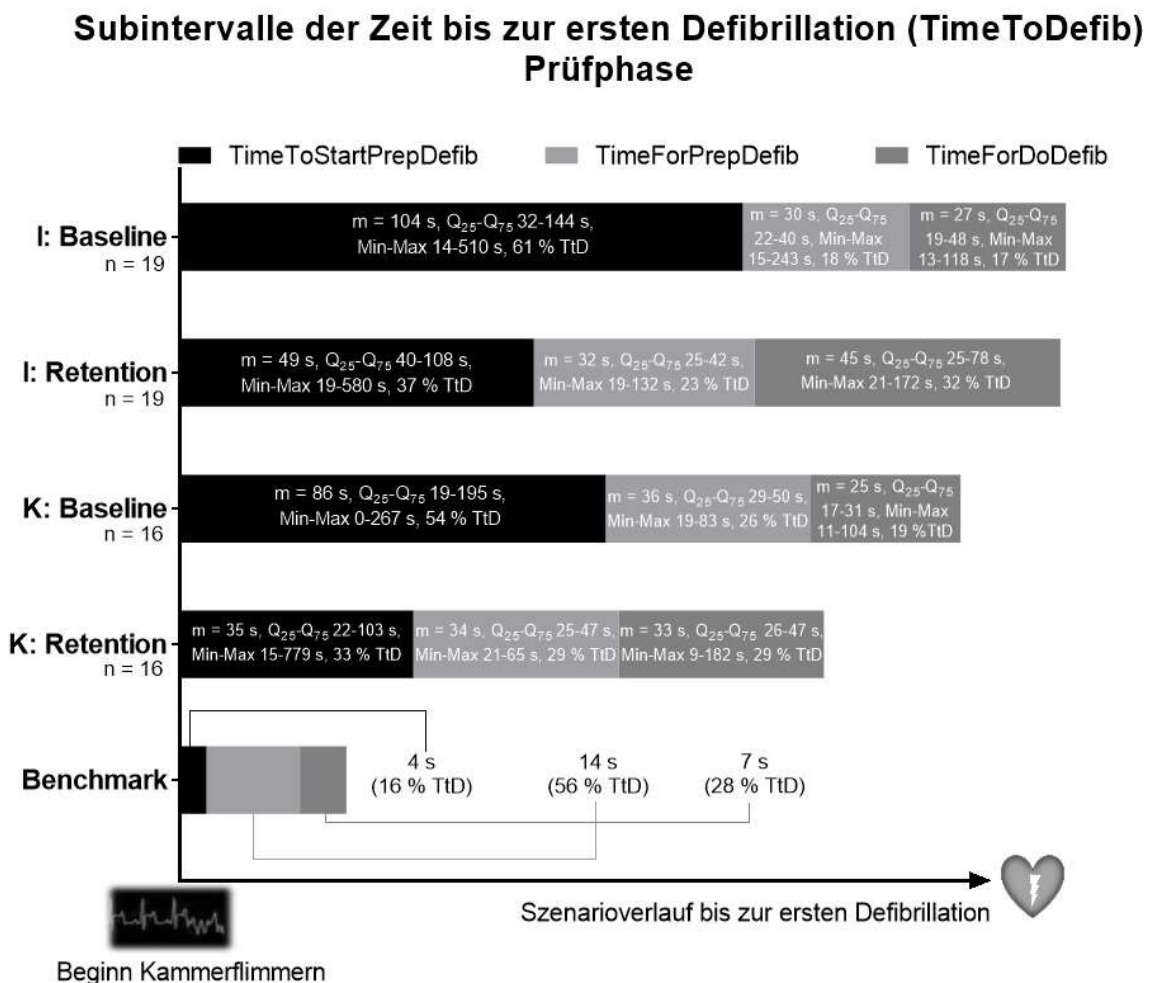 Subintervalle der Zeit bis zur ersten Defibrillation (TimeToDefib)
Prüfphase
TimeToStartPrepDefib
TimeForPrepDefib
TimeForDoDefib
I: Baseline
n = 19
m = 104 s, Q25-Q75 32-144 s,
Min-Max 14-510 s, 61 % TtD
m = 30 s, Q25-Q75
22-40 s, Min-Max
15-243 s, 18 % TtD
m = 27 s, Q25-Q75
19-48 s, Min-Max
13-118 s, 17 % TtD
I: Retention
n = 19
m = 49 s, Q25-Q75 40-108 s,
Min-Max 19-580 s, 37 % TtD
m = 32 s, Q25-Q75 25-42 s,
Min-Max 19-132 s, 23 % TtD
m = 45 s, Q25-Q75 25-78 s,
Min-Max 21-172 s, 32 % TtD
K: Baseline
n = 16
m = 86 s, Q25-Q75 19-195 s,
Min-Max 0-267 s, 54 % TtD
m = 36 s, Q25-Q75 29-50 s,
Min-Max 19-83 s, 26 % TtD
m = 25 s, Q25-Q75
17-31 s, Min-Max
11-104 s, 19 %TtD
K: Retention
n = 16
m = 35 s, Q25-Q75 22-103 s,
Min-Max 15-779 s, 33 % TtD
m = 34 s, Q25-Q75 25-47 s,
Min-Max 21-65 s, 29 % TtD
m = 33 s, Q25-Q75 26-47 s,
Min-Max 9-182 s, 29 % TtD
Benchmark
4 s
(16 % TtD)
14 s
(56 % TtD)
7 s
(28 % TtD)
Szenarioverlauf bis zur ersten Defibrillation
Beginn Kammerflimmern